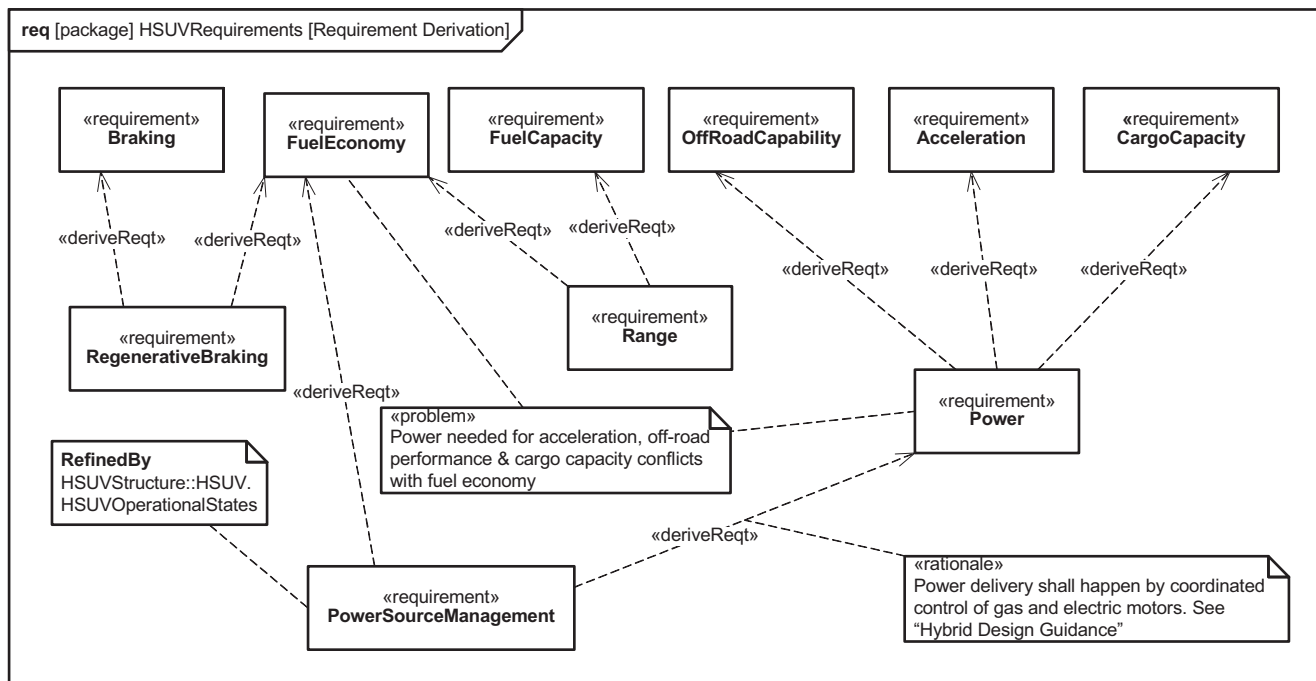 req [package] HSUVRequirements [Requirement Derivation]
«requirement»
Braking
«requirement»
FuelEconomy
«requirement»
FuelCapacity
«requirement»
OffRoadCapability
«requirement»
Acceleration
«requirement»
CargoCapacity
«deriveReqt»
«deriveReqt»
«deriveReqt»
«deriveReqt»
«deriveReqt»
«deriveReqt»
«deriveReqt»
«requirement»
RegenerativeBraking
«requirement»
Range
«deriveReqt»
«requirement»
Power
«problem»
Power needed for acceleration, off-road
performance & cargo capacity conflicts
with fuel economy
RefinedBy
HSUVStructure::HSUV.
HSUVOperationalStates
«deriveReqt»
«requirement»
PowerSourceManagement
«rationale»
Power delivery shall happen by coordinated
control of gas and electric motors. See
“Hybrid Design Guidance”